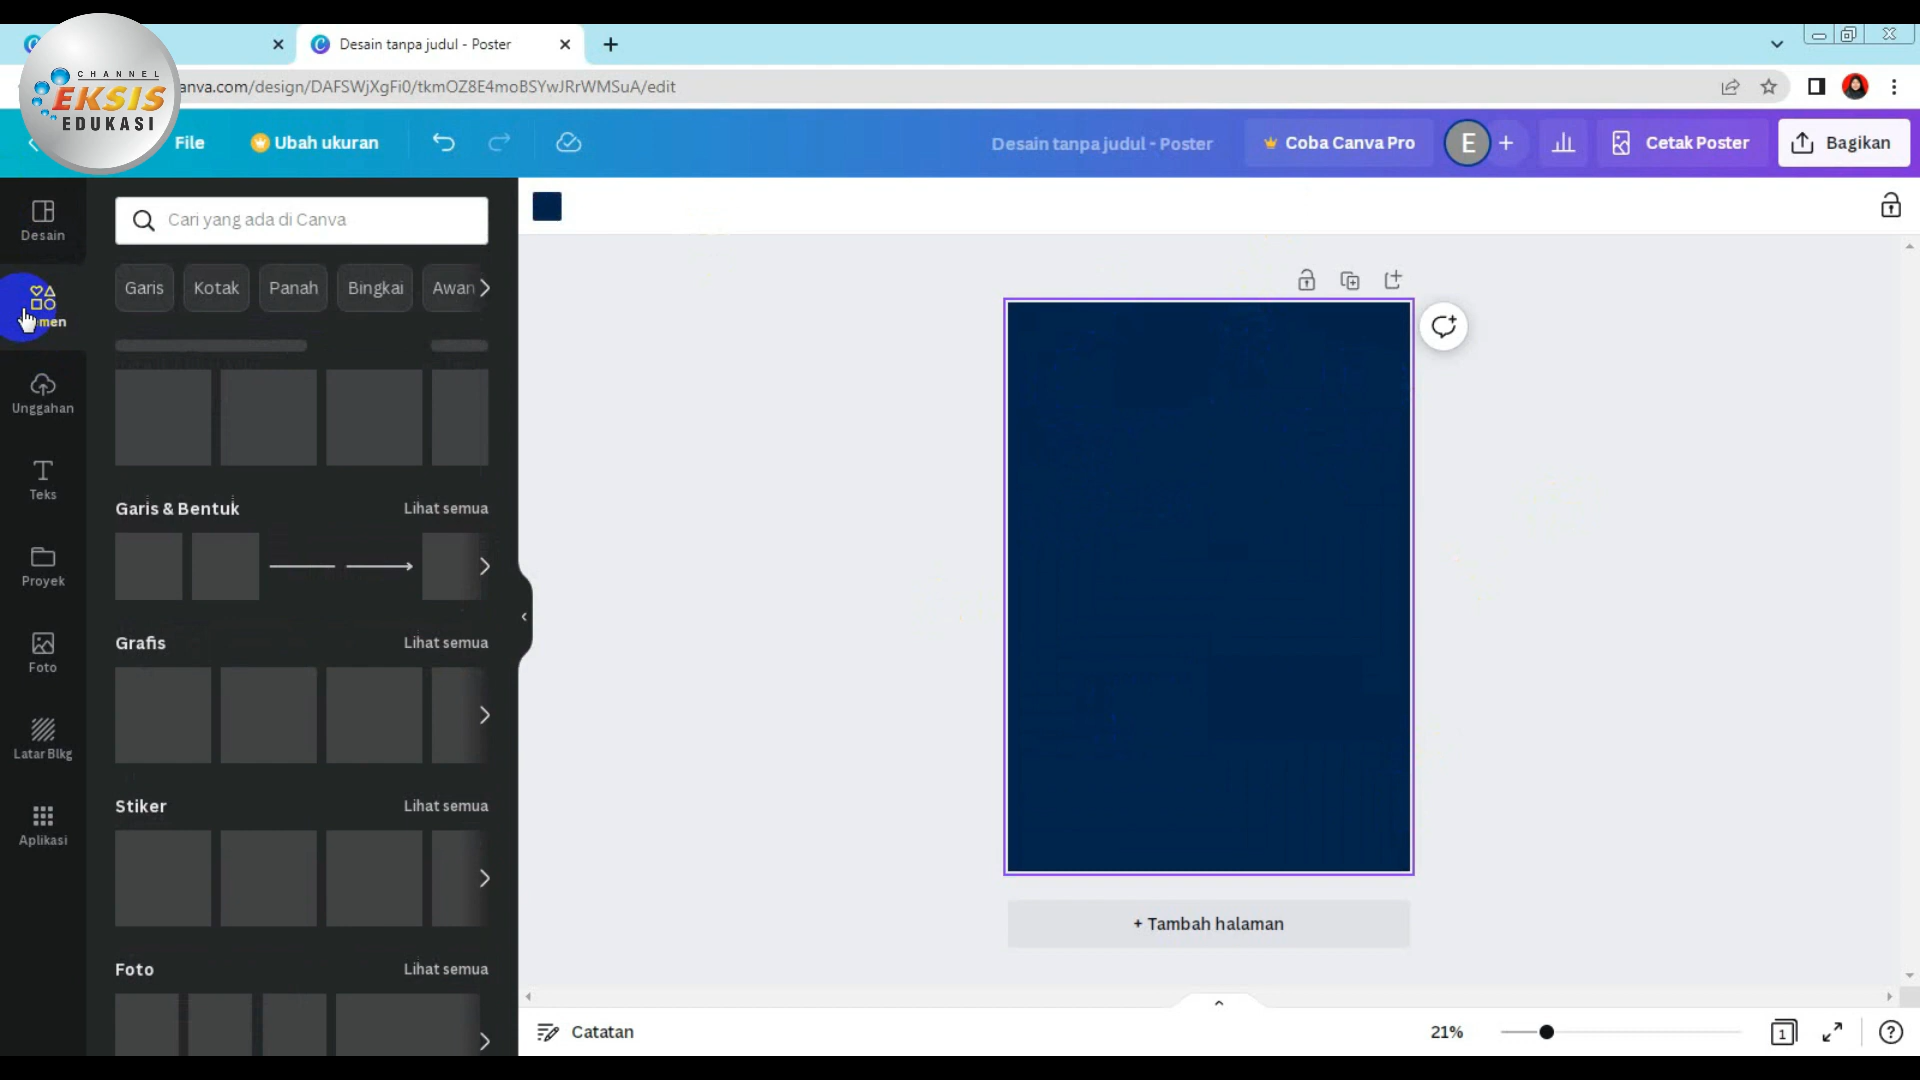 Desain tanpa judul - Poster
CHANNEL
EKSIS
EDUKASI
anva.com/design/DAFSWjXgFi0/tkmOZ8E4moBSYwJRrWMSuA/edit
File
Ubah ukuran
Desain tanpa judul - Poster
Coba Canva Pro
E
Cetak Poster
Bagikan
Desain
Cari yang ada di Canva
Garis
Kotak
Panah
Bingkai
Awan
men
Unggahan
Teks
Garis & Bentuk
Lihat semua
Proyek
Grafis
Lihat semua
Foto
Latar Blkg
Stiker
Lihat semua
Aplikasi
+ Tambah halaman
Foto
Lihat semua
Catatan
21%
1